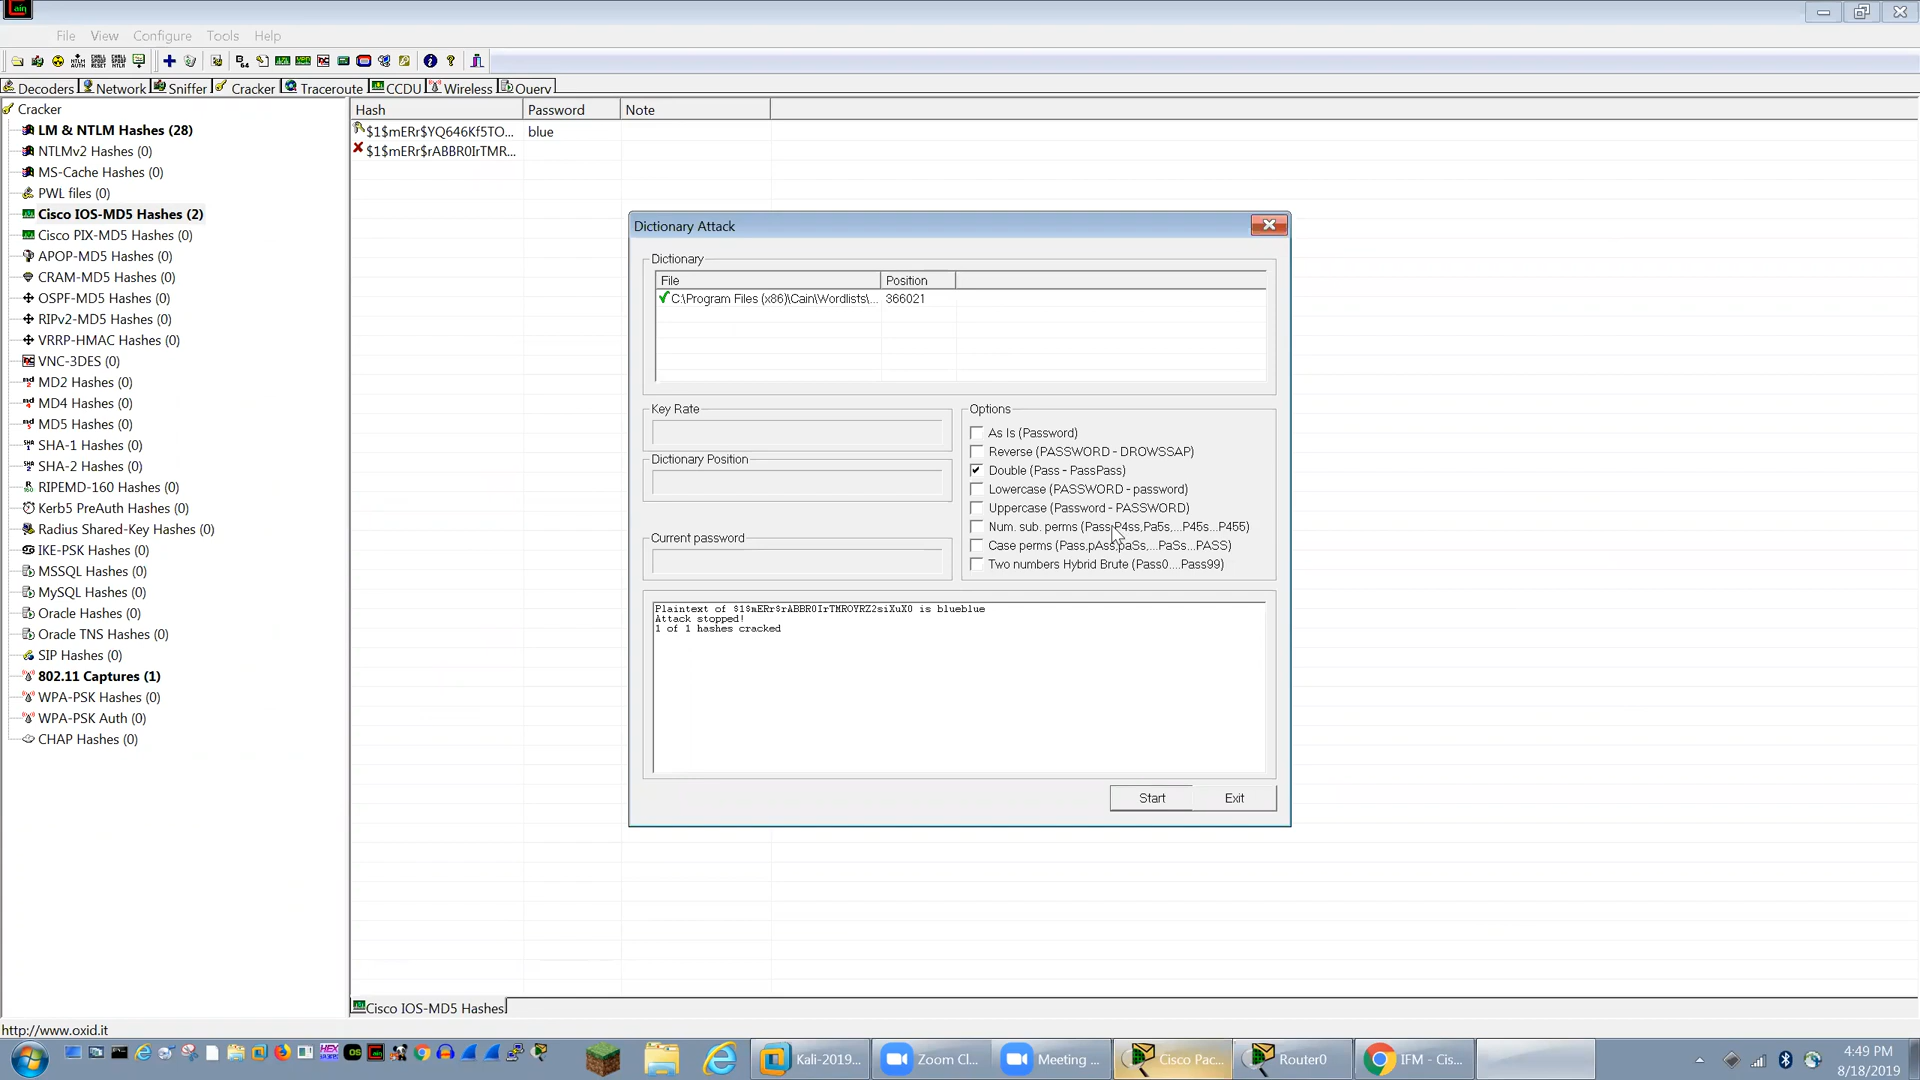 File View Configure Tools Help
Decoders Network Sniffer Cracker Traceroute CCDU Wireless Query
Cracker
LM & NTLM Hashes (28)
NTLMv2 Hashes (0)
MS-Cache Hashes (0)
PWL files (0)
Cisco IOS-MD5 Hashes (2)
Cisco PIX-MD5 Hashes (0)
APOP-MD5 Hashes (0)
CRAM-MD5 Hashes (0)
OSPF-MD5 Hashes (0)
RIPv2-MD5 Hashes (0)
VRRP-HMAC Hashes (0)
VNC-3DES (0)
MD2 Hashes (0)
MD4 Hashes (0)
MD5 Hashes (0)
SHA-1 Hashes (0)
SHA-2 Hashes (0)
RIPEMD-160 Hashes (0)
Kerb5 PreAuth Hashes (0)
Radius Shared-Key Hashes (0)
IKE-PSK Hashes (0)
MSSQL Hashes (0)
MySQL Hashes (0)
Oracle Hashes (0)
Oracle TNS Hashes (0)
SIP Hashes (0)
802.11 Captures (1)
WPA-PSK Hashes (0)
WPA-PSK Auth (0)
CHAP Hashes (0)
Hash Password Note
$1$mERr$YQ646Kf5TO... blue
$1$mERr$rABBR0IrTMR...
Dictionary Attack
Dictionary
File Position
C:\Program Files (x86)\Cain\Wordlists\... 366021
Key Rate
Dictionary Position
Current password
Options
As Is (Password)
Reverse (PASSWORD - DROWSSAP)
Double (Pass - PassPass)
Lowercase (PASSWORD - password)
Uppercase (Password - PASSWORD)
Num. sub. perms (Pass,P4ss,Pa5s,...P45s...P455)
Case perms (Pass,pAss,paSs,...PaSs...PASS)
Two numbers Hybrid Brute (Pass0....Pass99)
Plaintext of $1$mERr$rABBR0IrTMROYRZ2siXuX0 is blueblue
Attack stopped!
1 of 1 hashes cracked
Start Exit
Cisco IOS-MD5 Hashes
http://www.oxid.it
Kali-2019... Zoom Cl... Meeting ... Cisco Pac... Router0 IFM - Cis...
4:49 PM
8/18/2019